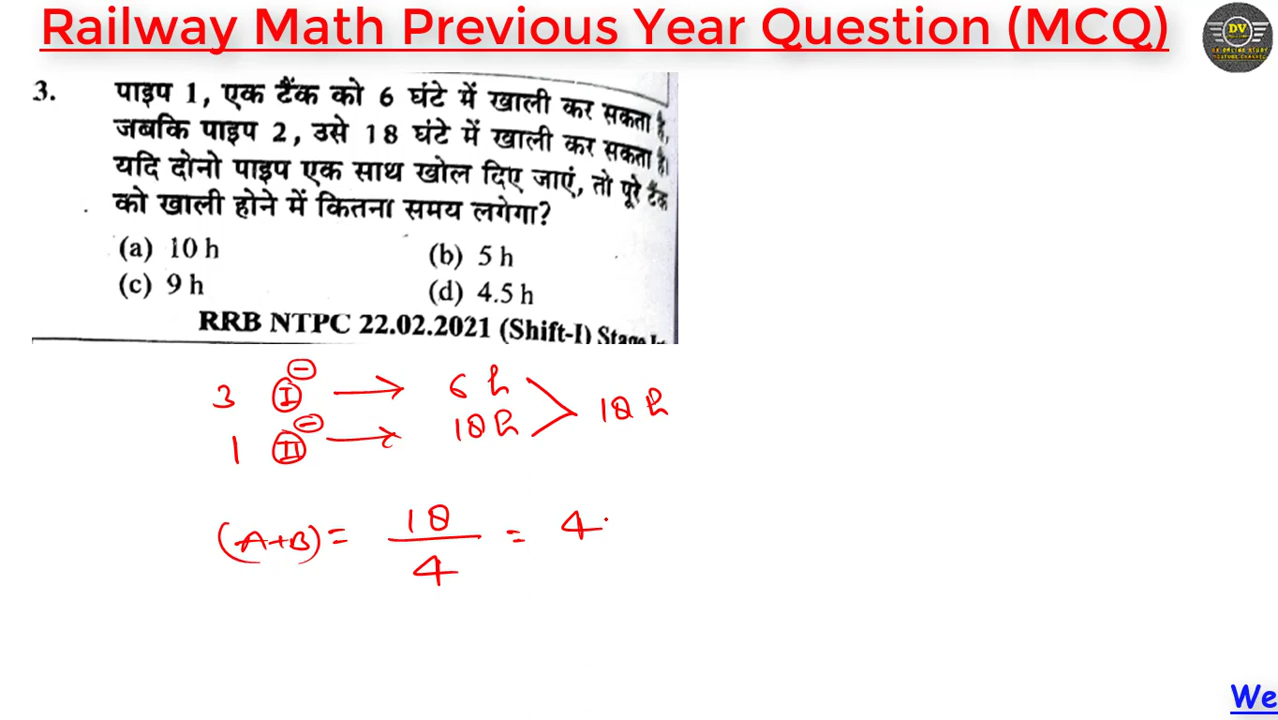 Railway Math Previous Year Question (MCQ)
DV
3. पाइप 1, एक टैंक को 6 घंटे में खाली कर सकता है,
जबकि पाइप 2, उसे 18 घंटे में खाली कर सकता है।
यदि दोनो पाइप एक साथ खोल दिए जाएं, तो पूरे टैंक
को खाली होने में कितना समय लगेगा?
(a) 10 h (b) 5 h
(c) 9 h (d) 4.5 h
RRB NTPC 22.02.2021 (Shift-I) Stage
3 I → 6 h
18 h
1 II → 18 h
(A+B) = 18/4 = 4.
We